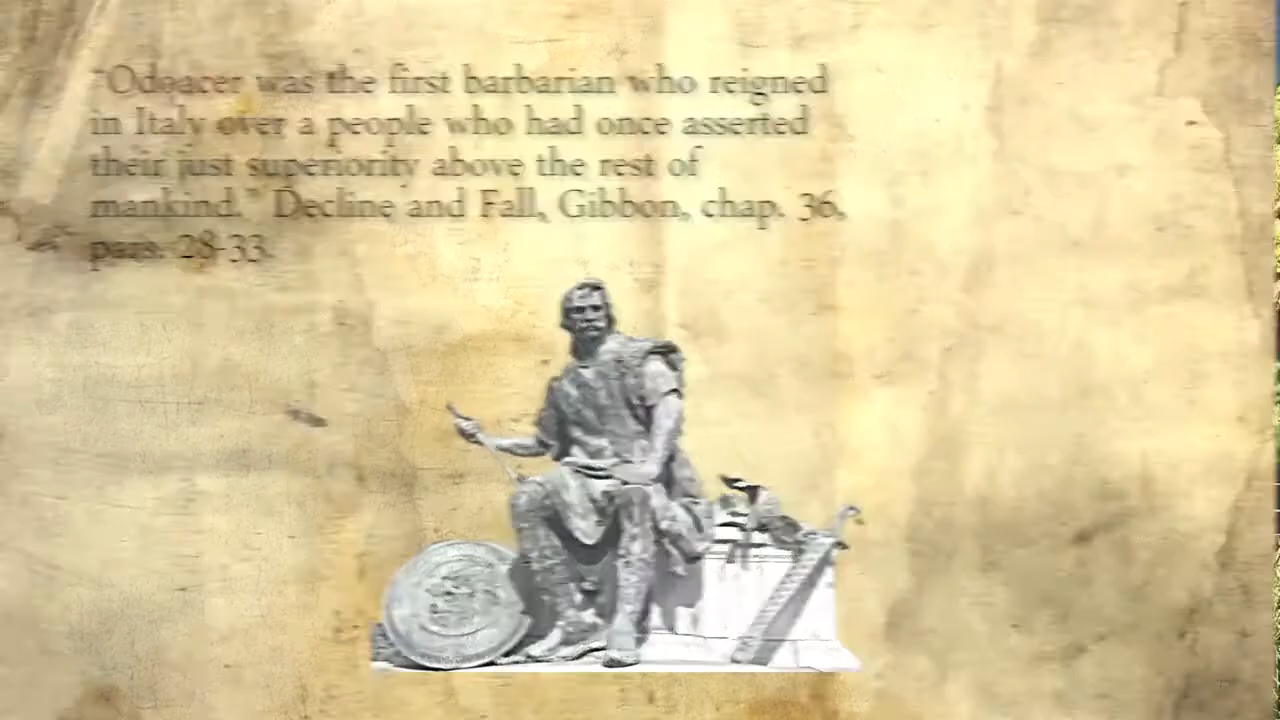 "Odoacer was the first barbarian who reigned
in Italy over a people who had once asserted
their just superiority above the rest of
mankind." Decline and Fall, Gibbon, chap. 36,
pars. 28-33.